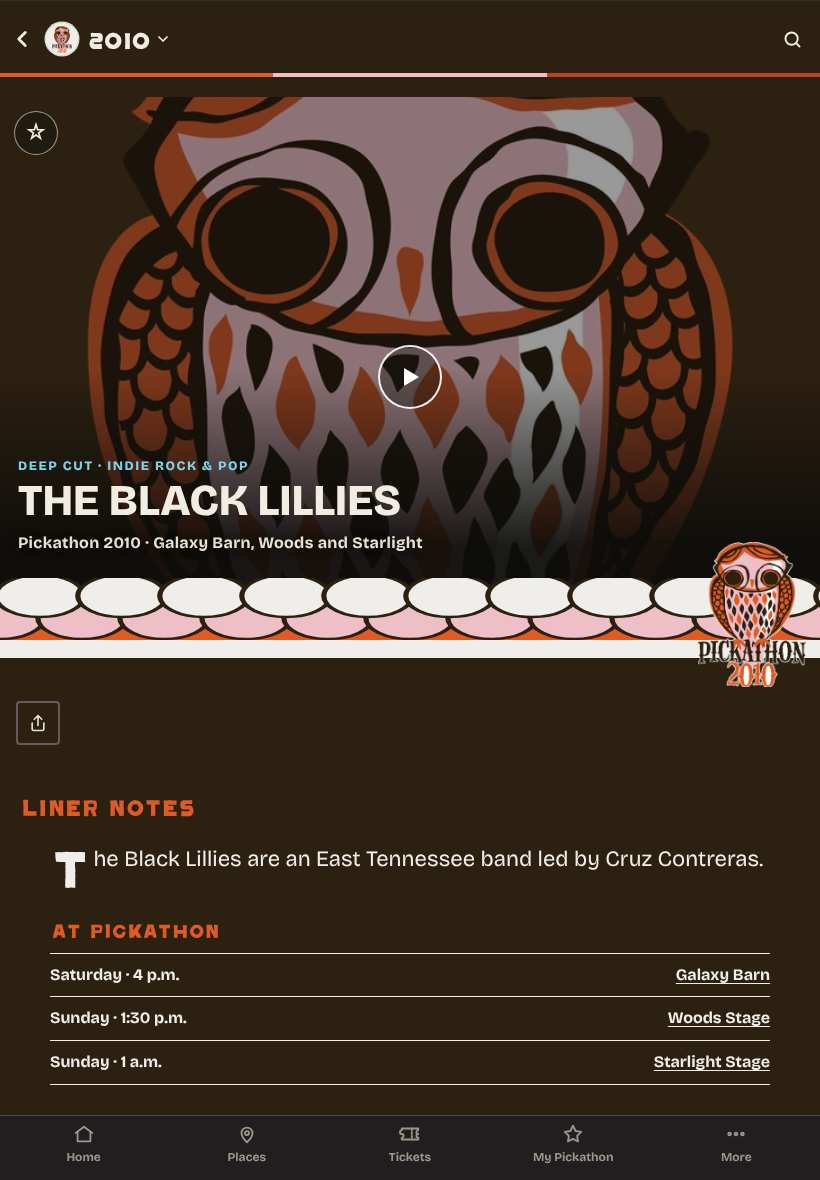 2010
DEEP CUT · INDIE ROCK & POP
THE BLACK LILLIES
Pickathon 2010 · Galaxy Barn, Woods and Starlight
PICKATHON
2010
LINER NOTES
The Black Lillies are an East Tennessee band led by Cruz Contreras.
AT PICKATHON
Saturday · 4 p.m. Galaxy Barn
Sunday · 1:30 p.m. Woods Stage
Sunday · 1 a.m. Starlight Stage
Home Places Tickets My Pickathon More